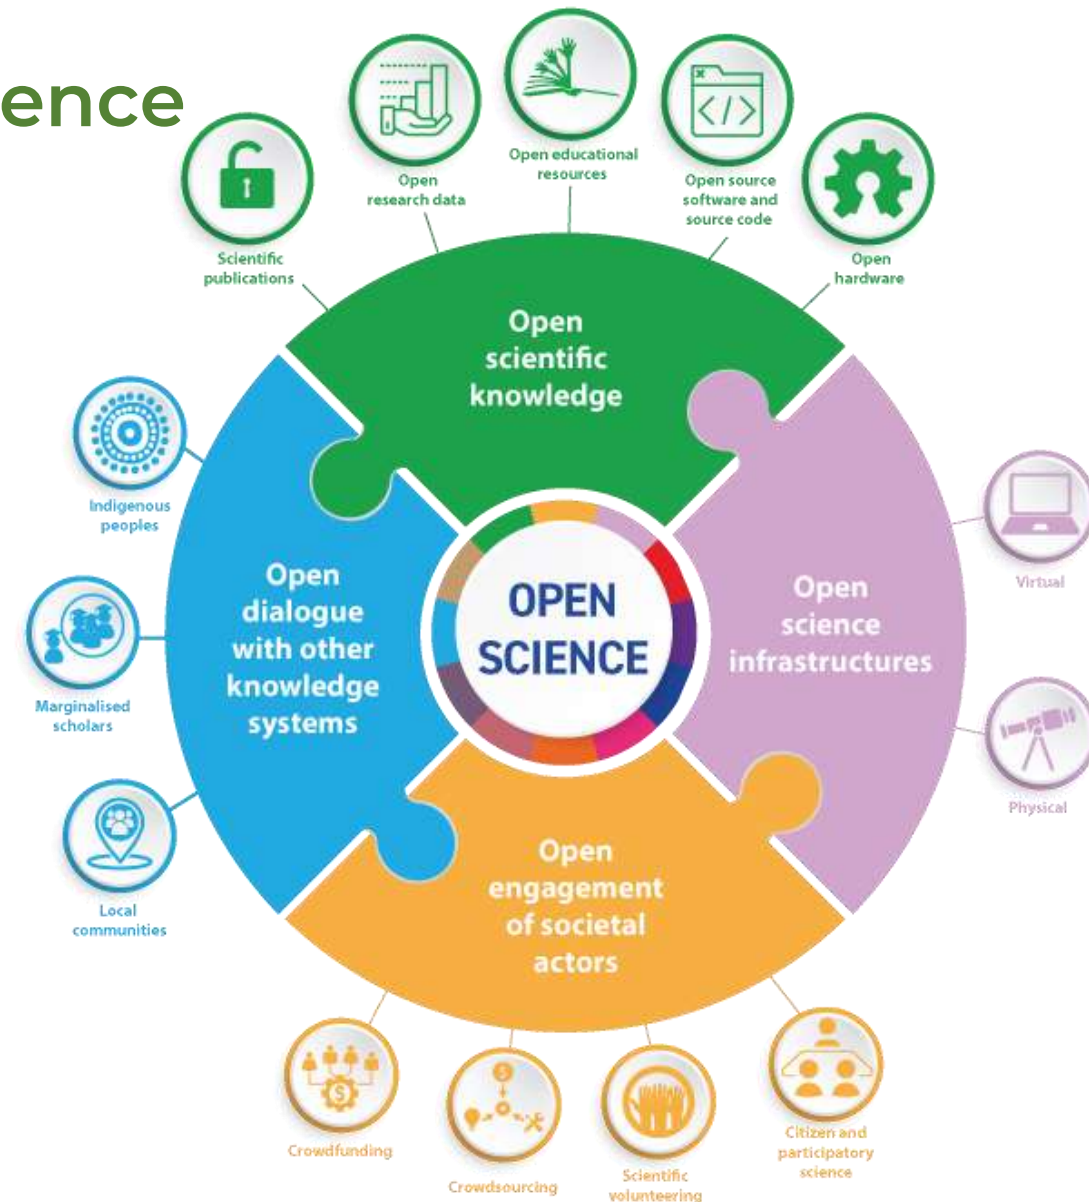 ence
Scientific
publications
Open
research data
Open educational
resources
Open source
software and
source code
Open
hardware
Open
scientific
knowledge
Indigenous
peoples
Marginalised
scholars
Local
communities
Open
dialogue
with other
knowledge
systems
OPEN
SCIENCE
Open
science
infrastructures
Virtual
Physical
Open
engagement
of societal
actors
Crowdfunding
Crowdsourcing
Scientific
volunteering
Citizen and
participatory
science